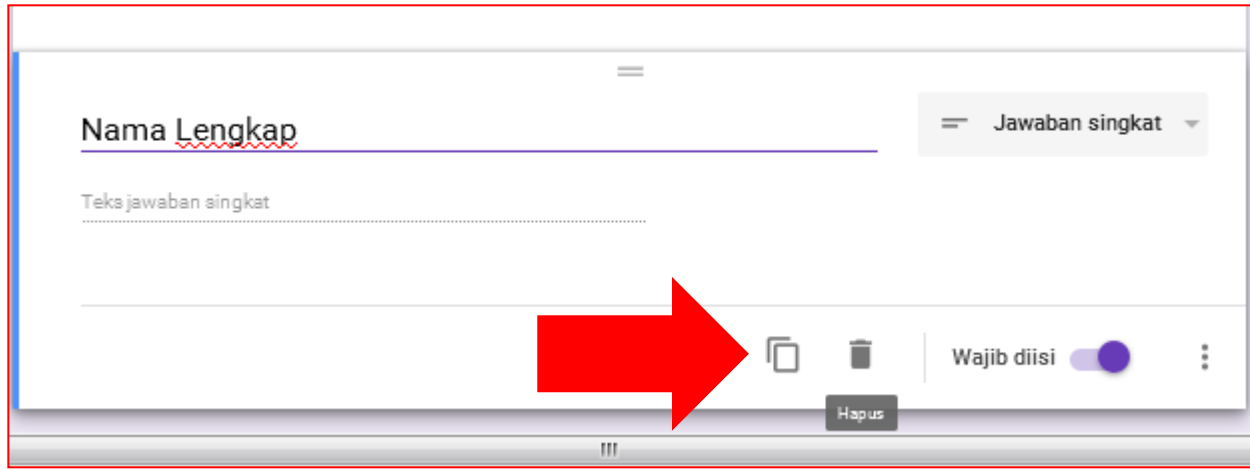 Nama Lengkap
Jawaban singkat
Teks jawaban singkat
Wajib diisi
Hapus